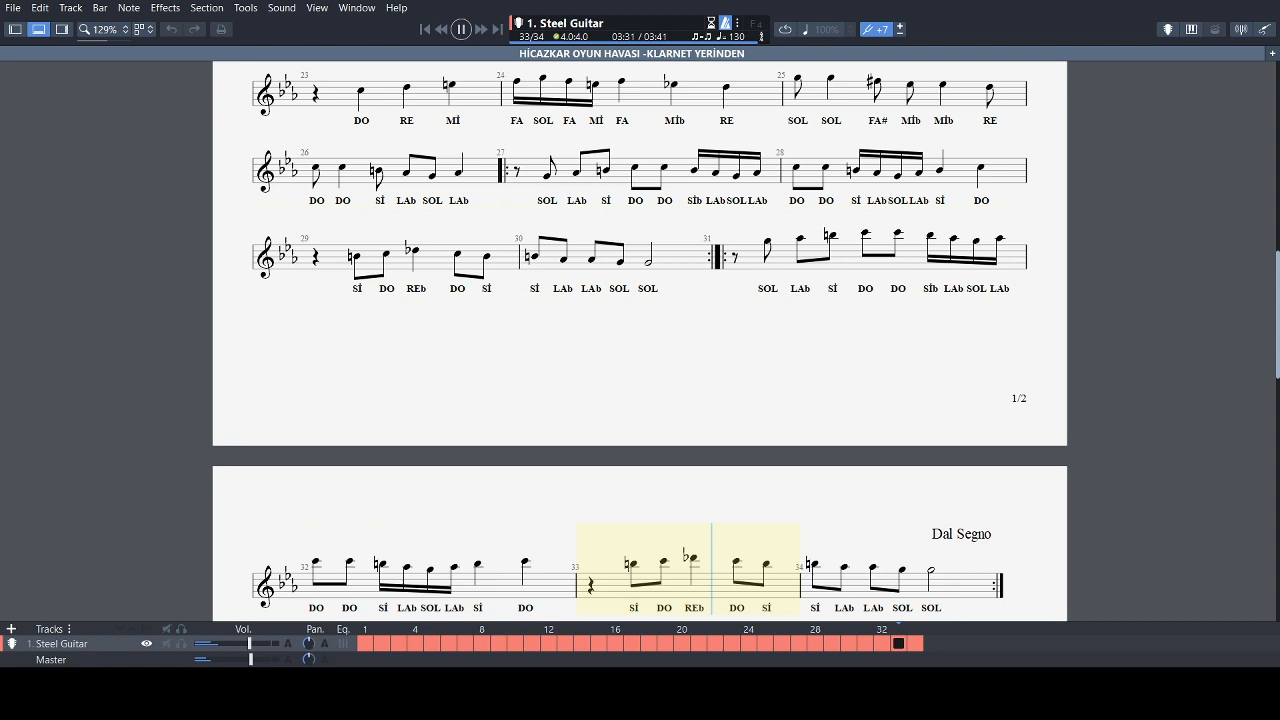 File Edit Track Bar Note Effects Section Tools Sound View Window Help
129% 1. Steel Guitar F4 100% +7
33/34 4.0:4.0 03:31 / 03:41 = 130
HİCAZKAR OYUN HAVASI -KLARNET YERİNDEN
23 24 25
DO RE Mİ FA SOL FA Mİ FA Mİb RE SOL SOL FA# Mİb Mİb RE
26 27 28
DO DO Sİ LAb SOL LAb SOL LAb Sİ DO DO Sİb LAb SOL LAb DO DO Sİ LAb SOL LAb Sİ DO
29 30 31
Sİ DO REb DO Sİ Sİ LAb LAb SOL SOL SOL LAb Sİ DO DO Sİb LAb SOL LAb
1/2
Dal Segno
32 33 34
DO DO Sİ LAb SOL LAb Sİ DO Sİ DO REb DO Sİ Sİ LAb LAb SOL SOL
Tracks Vol. Pan. Eq. 1 4 8 12 16 20 24 28 32
1. Steel Guitar A A
Master